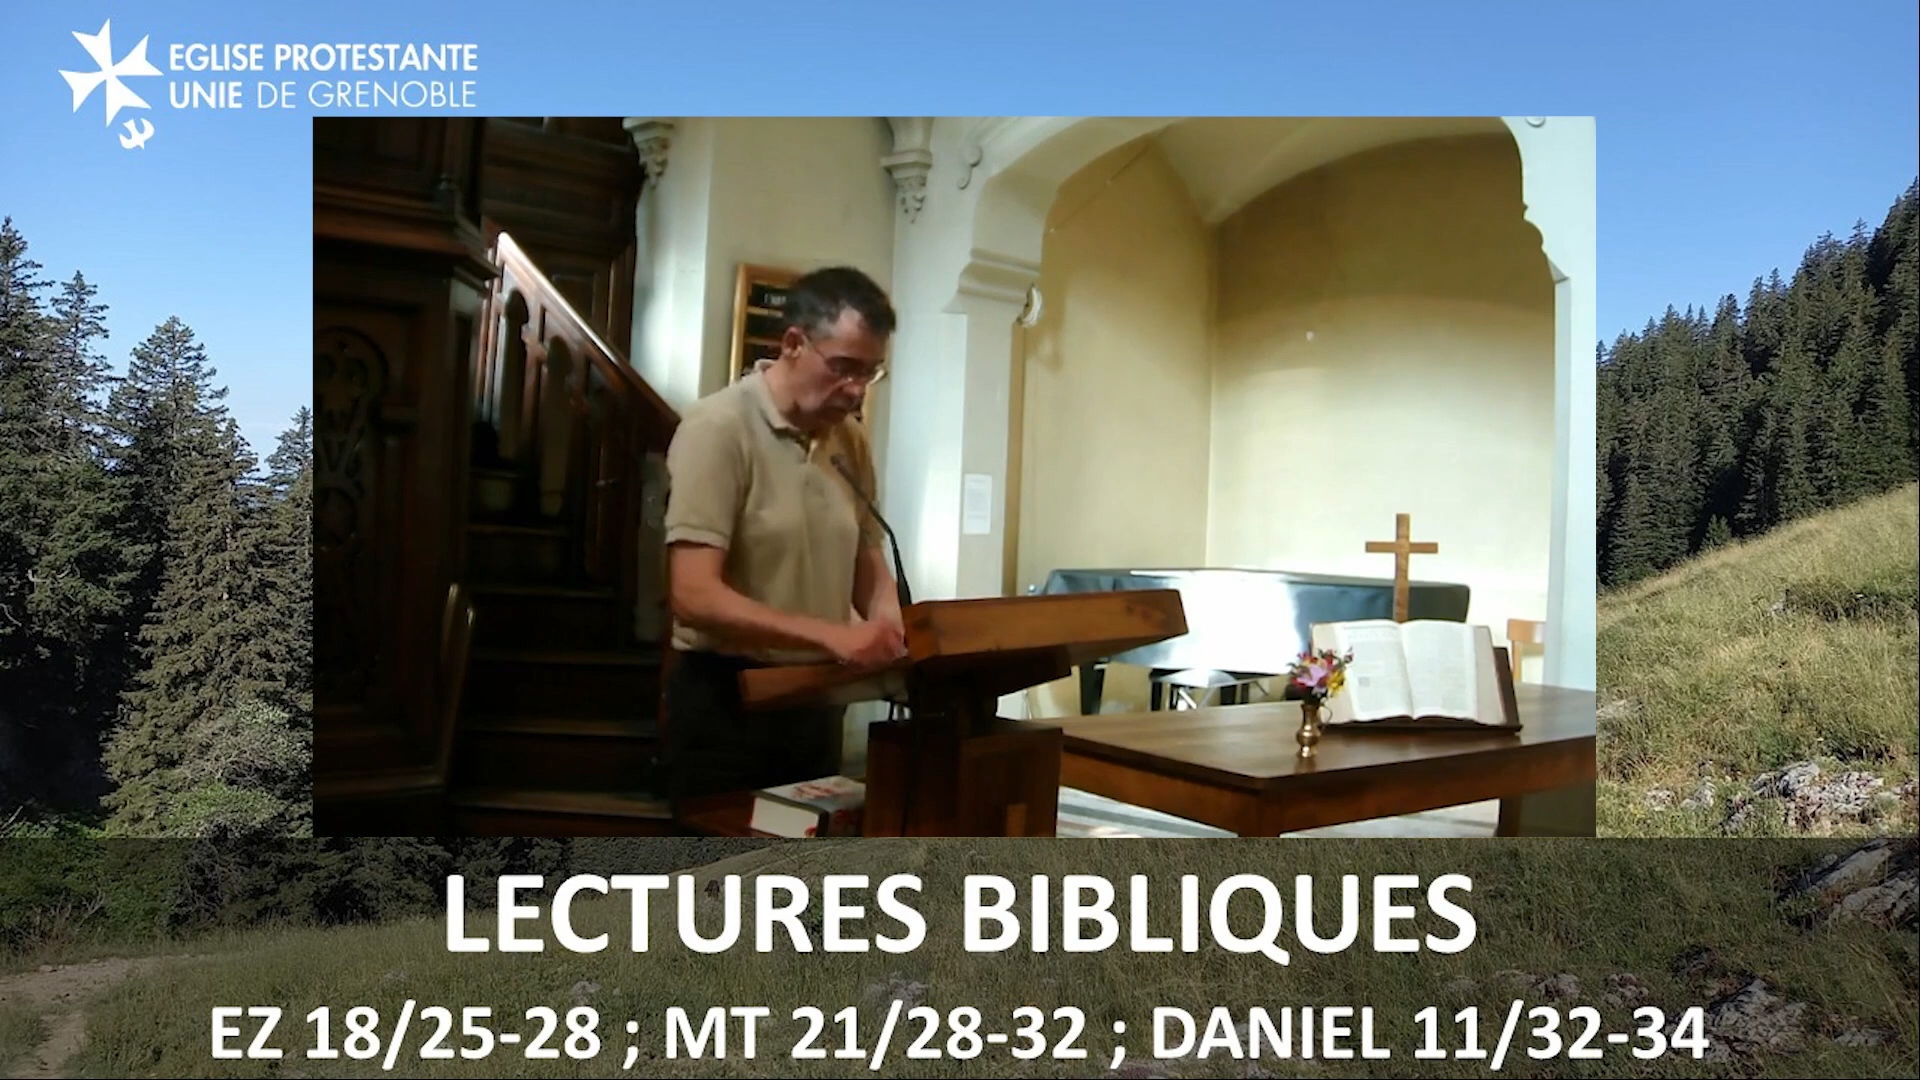 EGLISE PROTESTANTE
UNIE DE GRENOBLE
LECTURES BIBLIQUES
EZ 18/25-28 ; MT 21/28-32 ; DANIEL 11/32-34